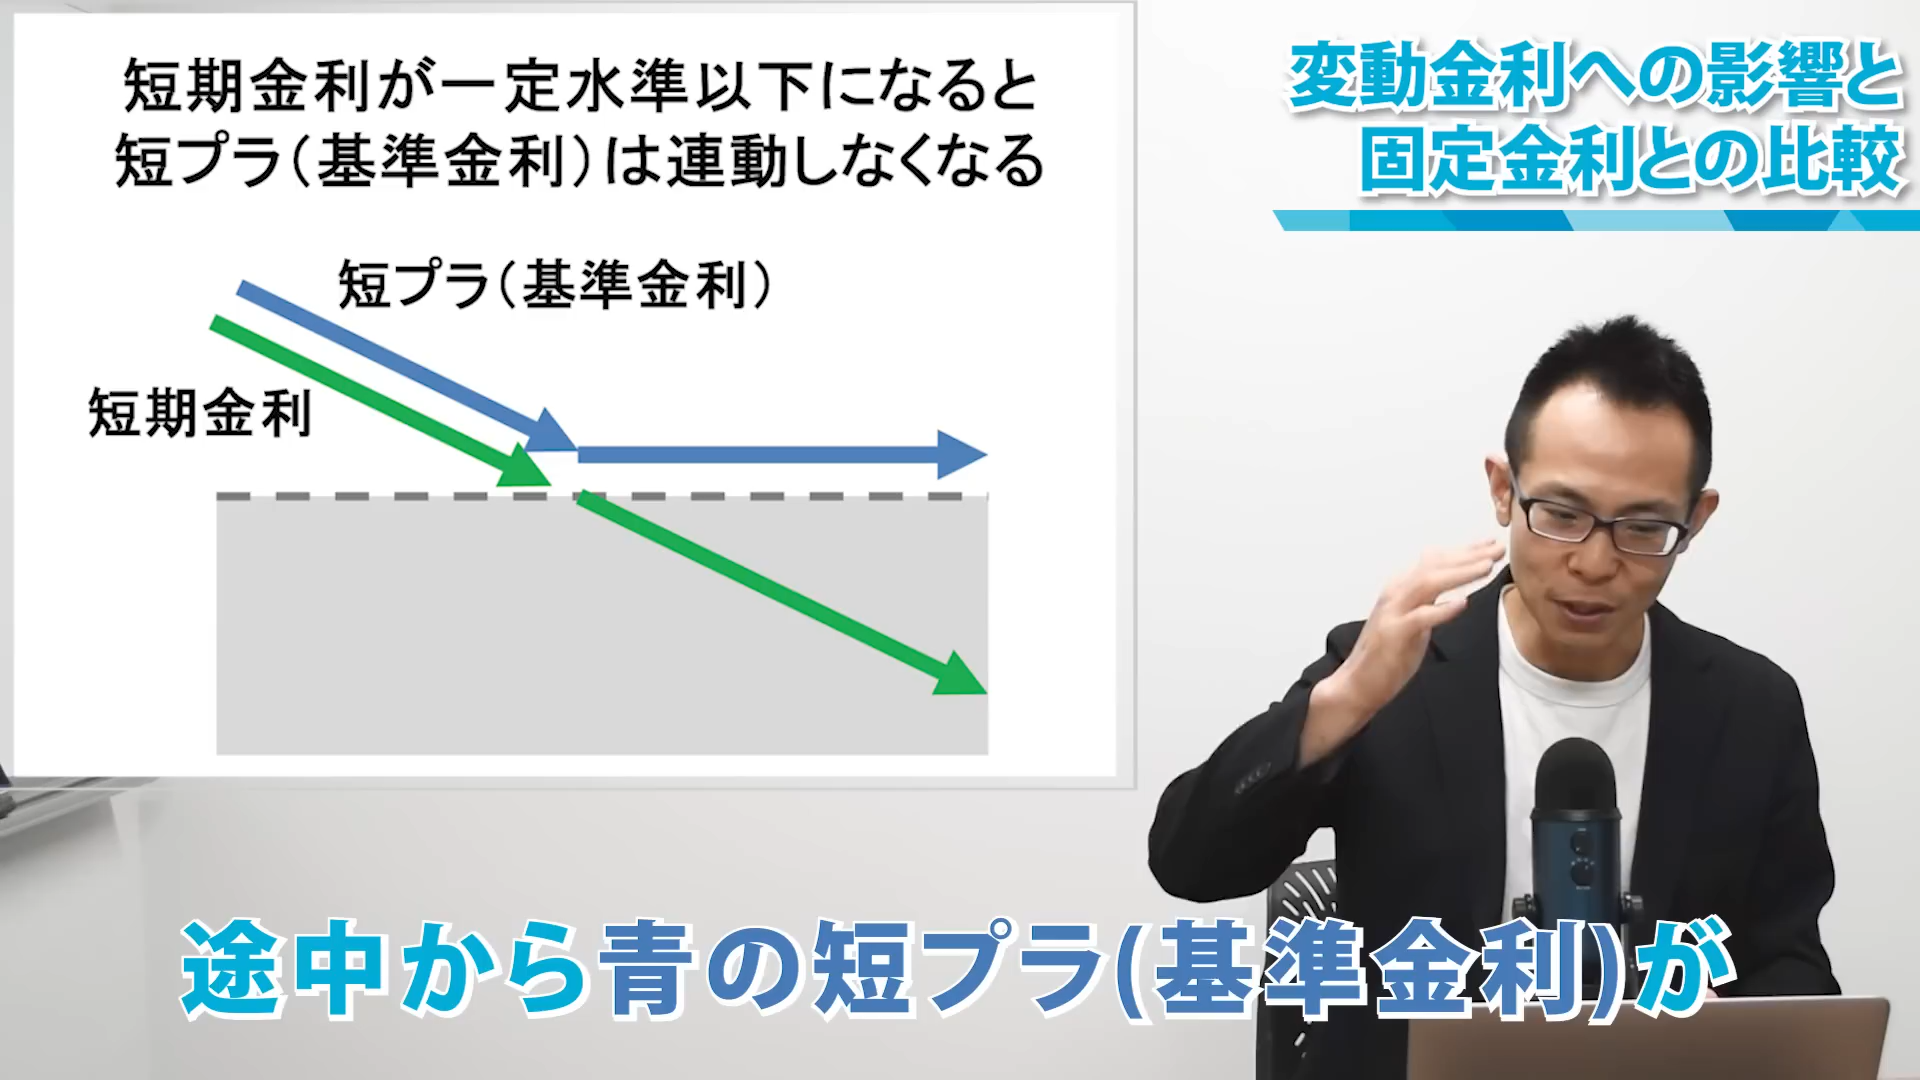 短期金利が一定水準以下になると
短プラ（基準金利）は連動しなくなる
短プラ（基準金利）
短期金利
変動金利への影響と
固定金利との比較
途中から青の短プラ(基準金利)が